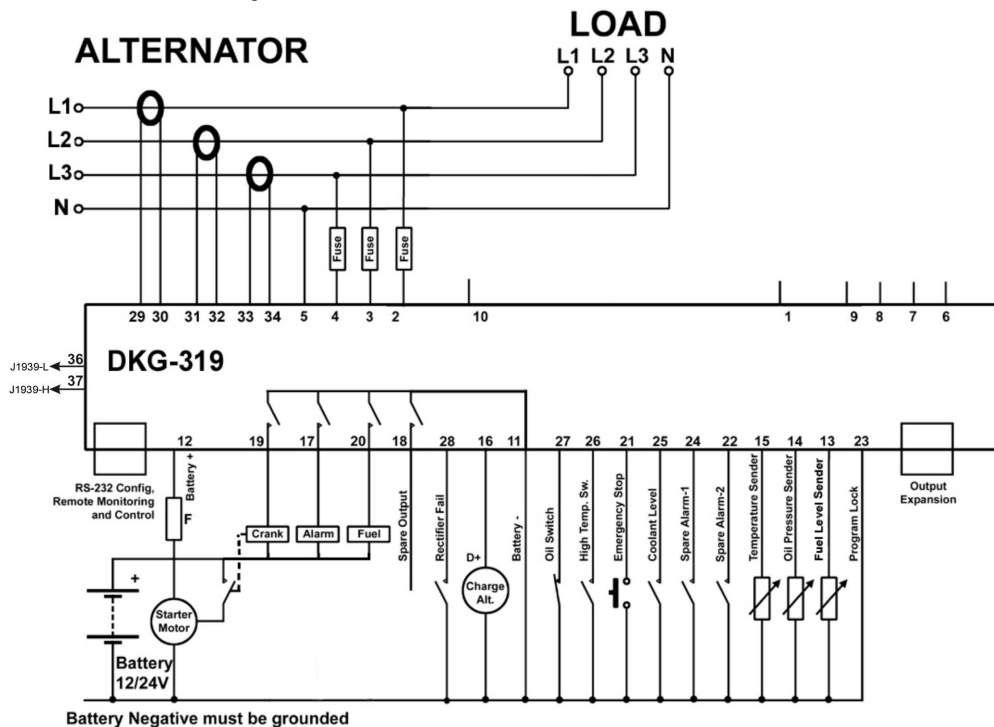 ALTERNATOR
LOAD
L1 L2 L3 N
L1
L2
L3
N
Fuse Fuse Fuse
29 30 31 32 33 34 5 4 3 2 10 1 9 8 7 6
DKG-319
J1939-L 36
J1939-H 37
12 19 17 20 18 28 16 11 27 26 21 25 24 22 15 14 13 23
RS-232 Config,
Remote Monitoring
and Control
Battery +
F
Crank Alarm Fuel
Spare Output
Rectifier Fail
D+
Charge
Alt.
Battery -
Oil Switch
High Temp. Sw.
Emergency Stop
Coolant Level
Spare Alarm-1
Spare Alarm-2
Temperature Sender
Oil Pressure Sender
Fuel Level Sender
Program Lock
Output
Expansion
+
Starter
Motor
Battery
12/24V
Battery Negative must be grounded